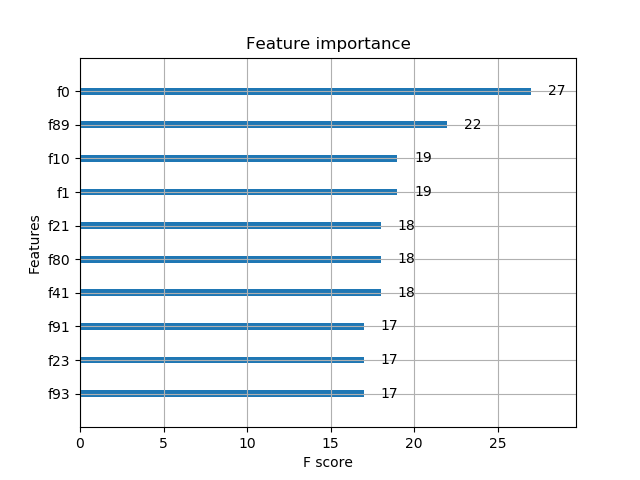 Feature importance
f0 27
f89 22
f10 19
f1 19
f21 18
f80 18
f41 18
f91 17
f23 17
f93 17
Features
0 5 10 15 20 25
F score